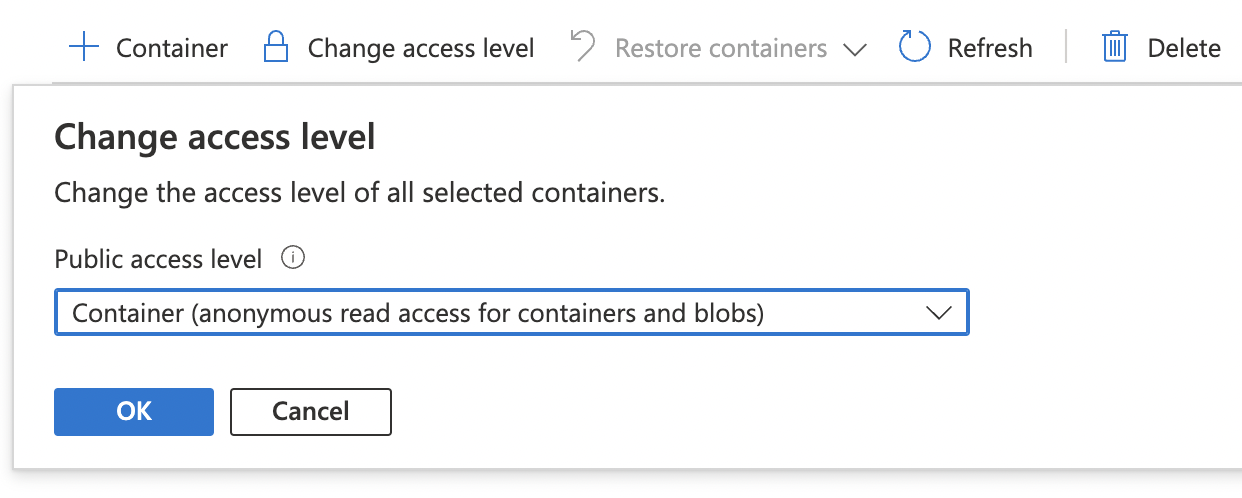 Container Change access level Restore containers Refresh Delete
Change access level
Change the access level of all selected containers.
Public access level
Container (anonymous read access for containers and blobs)
OK Cancel